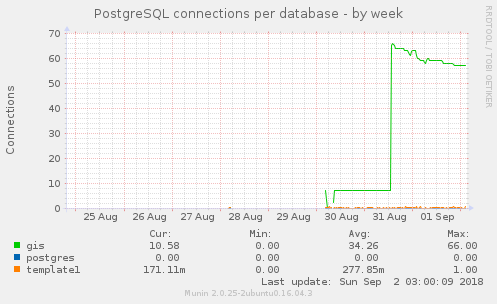 PostgreSQL connections per database - by week
RRDTOOL / TOBI OETIKER
Connections
70
60
50
40
30
20
10
0
25 Aug 26 Aug 27 Aug 28 Aug 29 Aug 30 Aug 31 Aug 01 Sep
Cur: Min: Avg: Max:
gis 10.58 0.00 34.26 66.00
postgres 0.00 0.00 0.00 0.00
template1 171.11m 0.00 277.85m 1.00
Last update: Sun Sep 2 03:00:09 2018
Munin 2.0.25-2ubuntu0.16.04.3